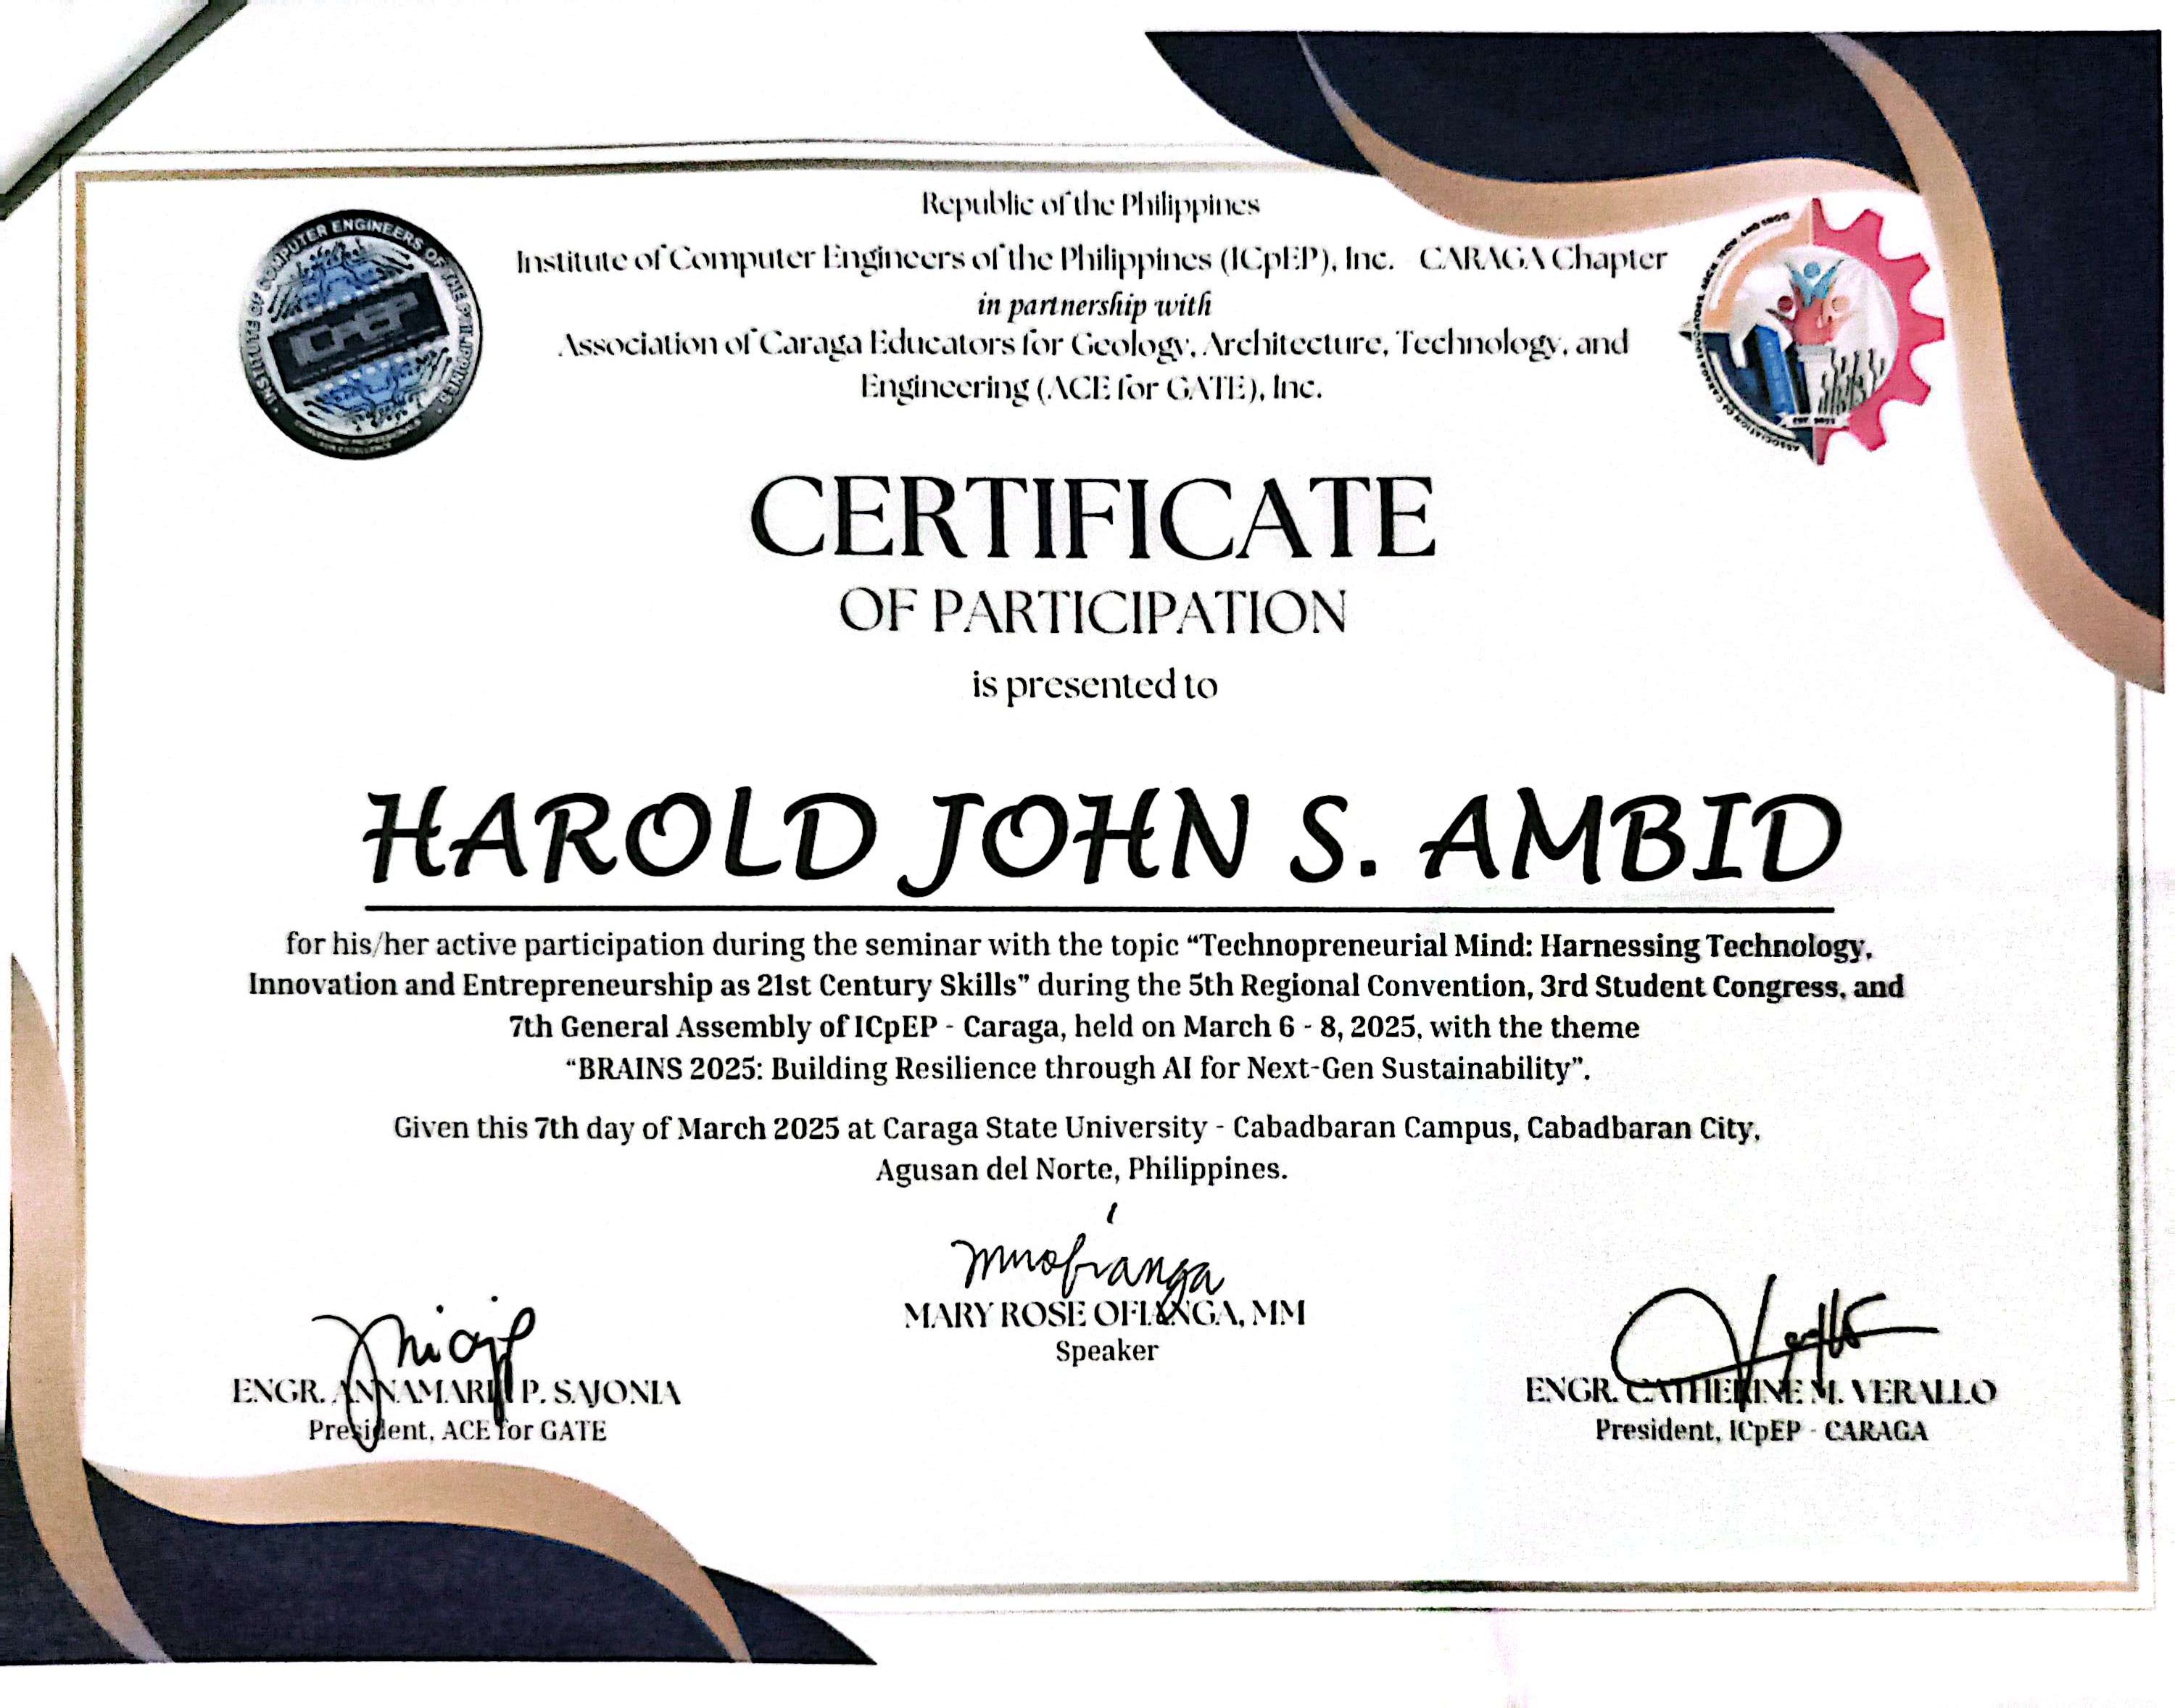 Republic of the Philippines
Institute of Computer Engineers of the Philippines (ICpEP), Inc. CARAGA Chapter
in partnership with
Association of Caraga Educators for Geology, Architecture, Technology, and
Engineering (ACE for GATE), Inc.
INSTITUTE OF COMPUTER ENGINEERS OF THE PHILIPPINES
ICpEP
EST. 2022
CERTIFICATE
OF PARTICIPATION
is presented to
HAROLD JOHN S. AMBID
for his/her active participation during the seminar with the topic “Technopreneurial Mind: Harnessing Technology,
Innovation and Entrepreneurship as 21st Century Skills” during the 5th Regional Convention, 3rd Student Congress, and
7th General Assembly of ICpEP - Caraga, held on March 6 - 8, 2025, with the theme
“BRAINS 2025: Building Resilience through AI for Next-Gen Sustainability”.
Given this 7th day of March 2025 at Caraga State University - Cabadbaran Campus, Cabadbaran City,
Agusan del Norte, Philippines.
MARY ROSE OFIANGA, MM
Speaker
ENGR. ANNAMARIE P. SAJONIA
President, ACE for GATE
ENGR. CATHERINE M. VERALLO
President, ICpEP - CARAGA